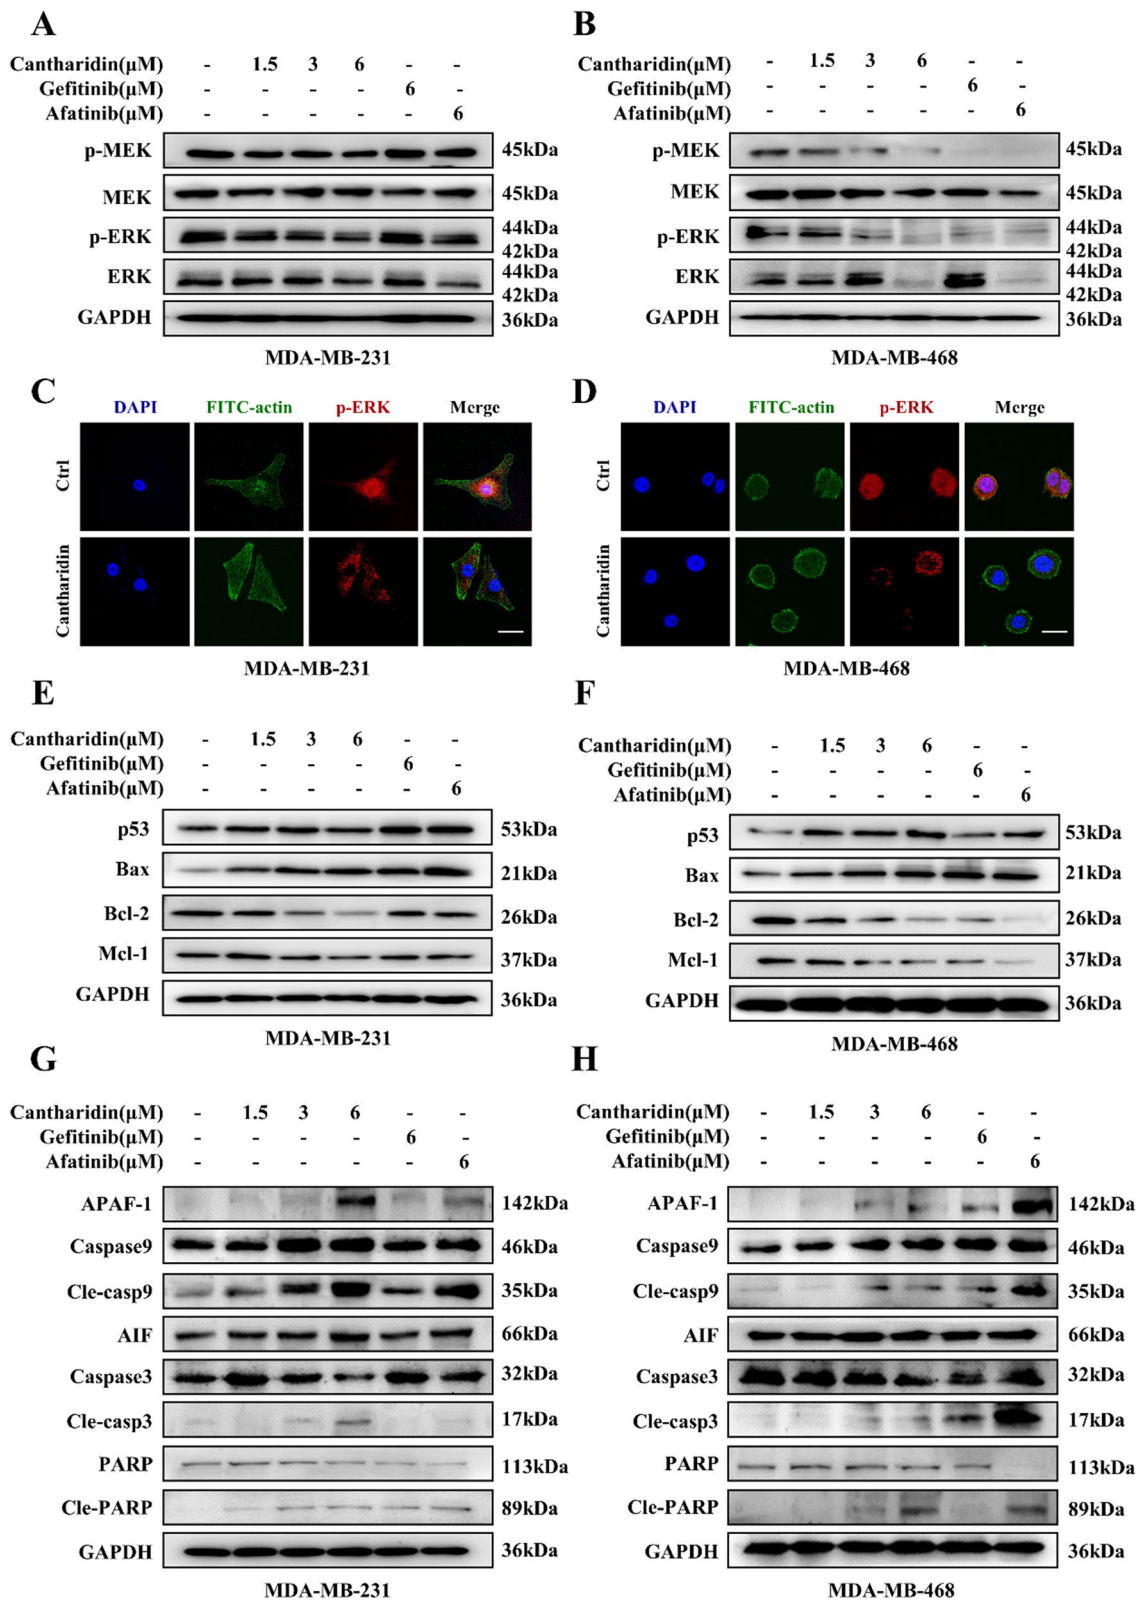 A
Cantharidin(μM) - 1.5 3 6 - -
Gefitinib(μM) - - - - 6 -
Afatinib(μM) - - - - - 6
p-MEK 45kDa
MEK 45kDa
p-ERK 44kDa
42kDa
ERK 44kDa
42kDa
GAPDH 36kDa
MDA-MB-231
B
Cantharidin(μM) - 1.5 3 6 - -
Gefitinib(μM) - - - - 6 -
Afatinib(μM) - - - - - 6
p-MEK 45kDa
MEK 45kDa
p-ERK 44kDa
42kDa
ERK 44kDa
42kDa
GAPDH 36kDa
MDA-MB-468
C
DAPI FITC-actin p-ERK Merge
Ctrl
Cantharidin
MDA-MB-231
D
DAPI FITC-actin p-ERK Merge
Ctrl
Cantharidin
MDA-MB-468
E
Cantharidin(μM) - 1.5 3 6 - -
Gefitinib(μM) - - - - 6 -
Afatinib(μM) - - - - - 6
p53 53kDa
Bax 21kDa
Bcl-2 26kDa
Mcl-1 37kDa
GAPDH 36kDa
MDA-MB-231
F
Cantharidin(μM) - 1.5 3 6 - -
Gefitinib(μM) - - - - 6 -
Afatinib(μM) - - - - - 6
p53 53kDa
Bax 21kDa
Bcl-2 26kDa
Mcl-1 37kDa
GAPDH 36kDa
MDA-MB-468
G
Cantharidin(μM) - 1.5 3 6 - -
Gefitinib(μM) - - - - 6 -
Afatinib(μM) - - - - - 6
APAF-1 142kDa
Caspase9 46kDa
Cle-casp9 35kDa
AIF 66kDa
Caspase3 32kDa
Cle-casp3 17kDa
PARP 113kDa
Cle-PARP 89kDa
GAPDH 36kDa
MDA-MB-231
H
Cantharidin(μM) - 1.5 3 6 - -
Gefitinib(μM) - - - - 6 -
Afatinib(μM) - - - - - 6
APAF-1 142kDa
Caspase9 46kDa
Cle-casp9 35kDa
AIF 66kDa
Caspase3 32kDa
Cle-casp3 17kDa
PARP 113kDa
Cle-PARP 89kDa
GAPDH 36kDa
MDA-MB-468